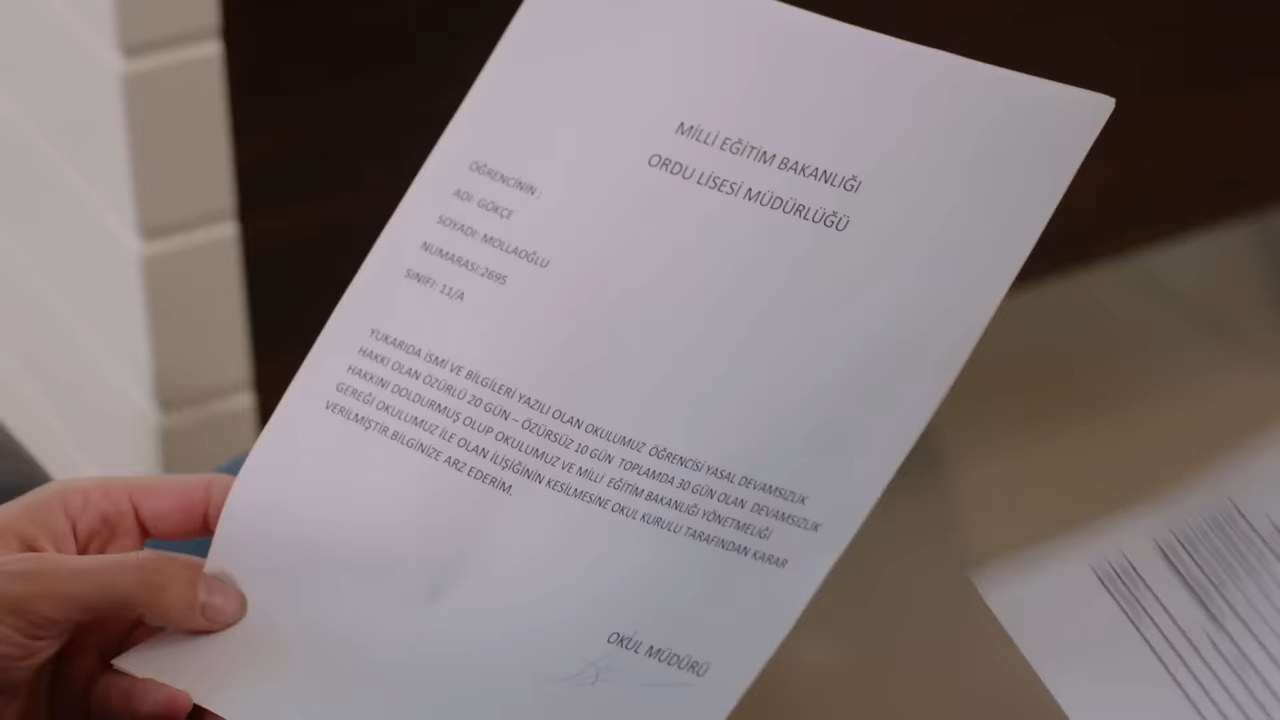 MİLLİ EĞİTİM BAKANLIĞI
ORDU LİSESİ MÜDÜRLÜĞÜ
ÖĞRENCİNİN :
ADI: GÖKÇE
SOYADI: MOLLAOĞLU
NUMARASI:2695
SINIFI: 11/A
YUKARIDA İSMİ VE BİLGİLERİ YAZILI OLAN OKULUMUZ ÖĞRENCİSİ YASAL DEVAMSIZLIK
HAKKI OLAN ÖZÜRLÜ 20 GÜN – ÖZÜRSÜZ 10 GÜN TOPLAMDA 30 GÜN OLAN DEVAMSIZLIK
HAKKINI DOLDURMUŞ OLUP OKULUMUZ VE MİLLİ EĞİTİM BAKANLIĞI YÖNETMELİĞİ
GEREĞİ OKULUMUZ İLE OLAN İLİŞİĞİNİN KESİLMESİNE OKUL KURULU TARAFINDAN KARAR
VERİLMİŞTİR.BİLGİNİZE ARZ EDERİM.
OKUL MÜDÜRÜ